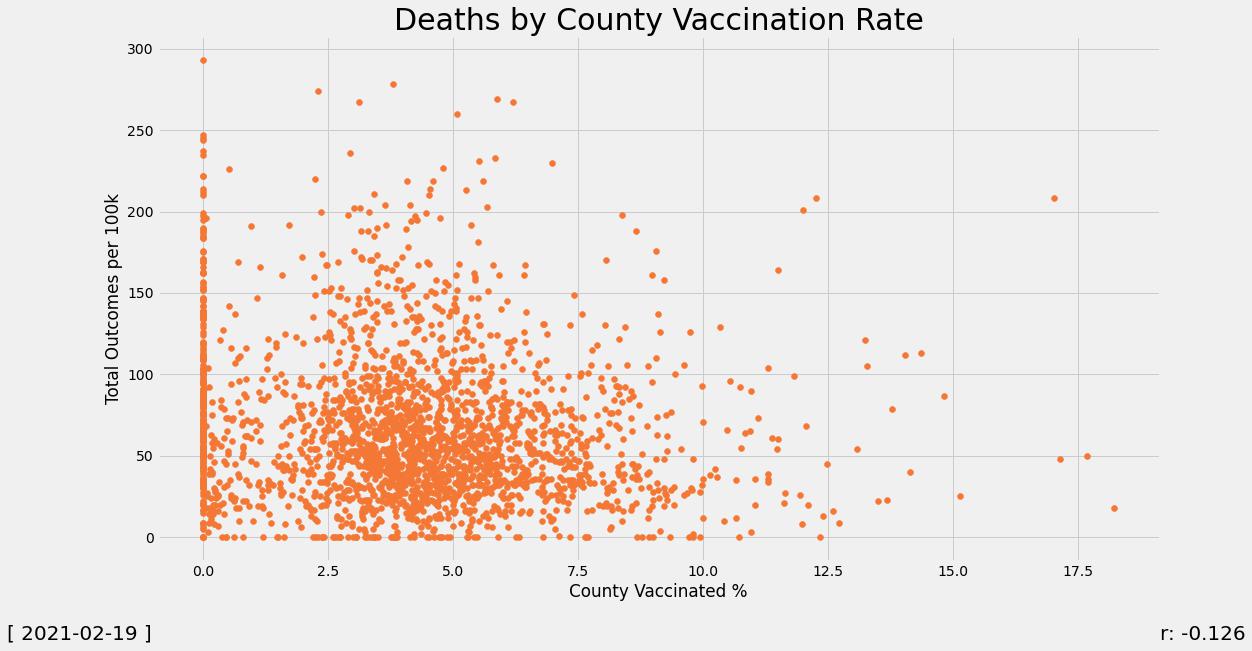 Deaths by County Vaccination Rate
300
250
200
150
100
50
0
Total Outcomes per 100k
0.0 2.5 5.0 7.5 10.0 12.5 15.0 17.5
County Vaccinated %
[ 2021-02-19 ]
r: -0.126